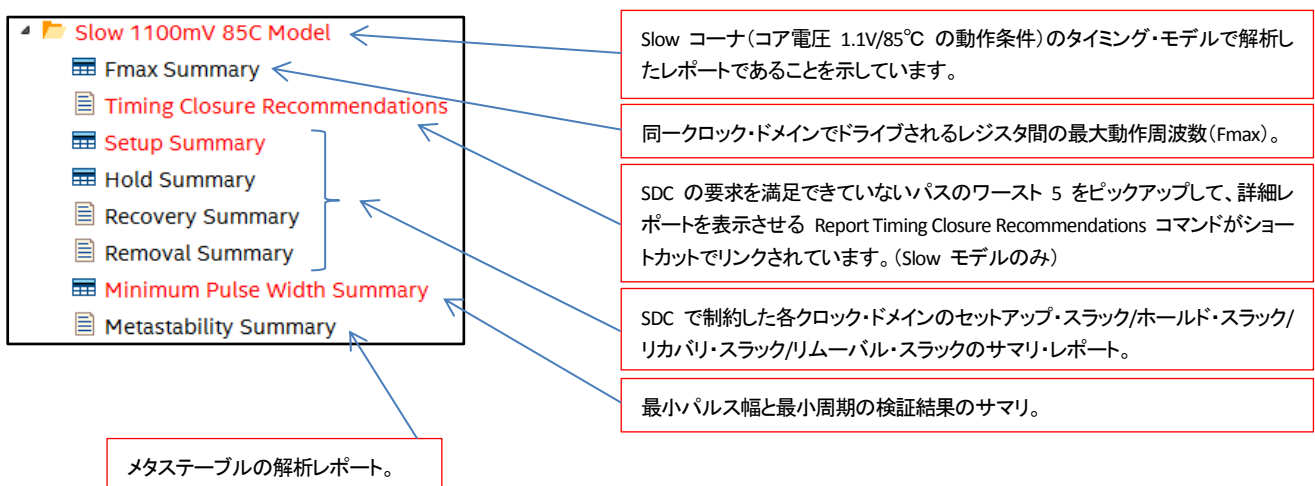 Slow 1100mV 85C Model
Fmax Summary
Timing Closure Recommendations
Setup Summary
Hold Summary
Recovery Summary
Removal Summary
Minimum Pulse Width Summary
Metastability Summary
Slow コーナ(コア電圧 1.1V/85℃ の動作条件)のタイミング・モデルで解析し
たレポートであることを示しています。
同一クロック・ドメインでドライブされるレジスタ間の最大動作周波数(Fmax)。
SDC の要求を満足できていないパスのワースト 5 をピックアップして、詳細レ
ポートを表示させる Report Timing Closure Recommendations コマンドがショー
トカットでリンクされています。(Slow モデルのみ)
SDC で制約した各クロック・ドメインのセットアップ・スラック/ホールド・スラック/
リカバリ・スラック/リムーバル・スラックのサマリ・レポート。
最小パルス幅と最小周期の検証結果のサマリ。
メタステーブルの解析レポート。